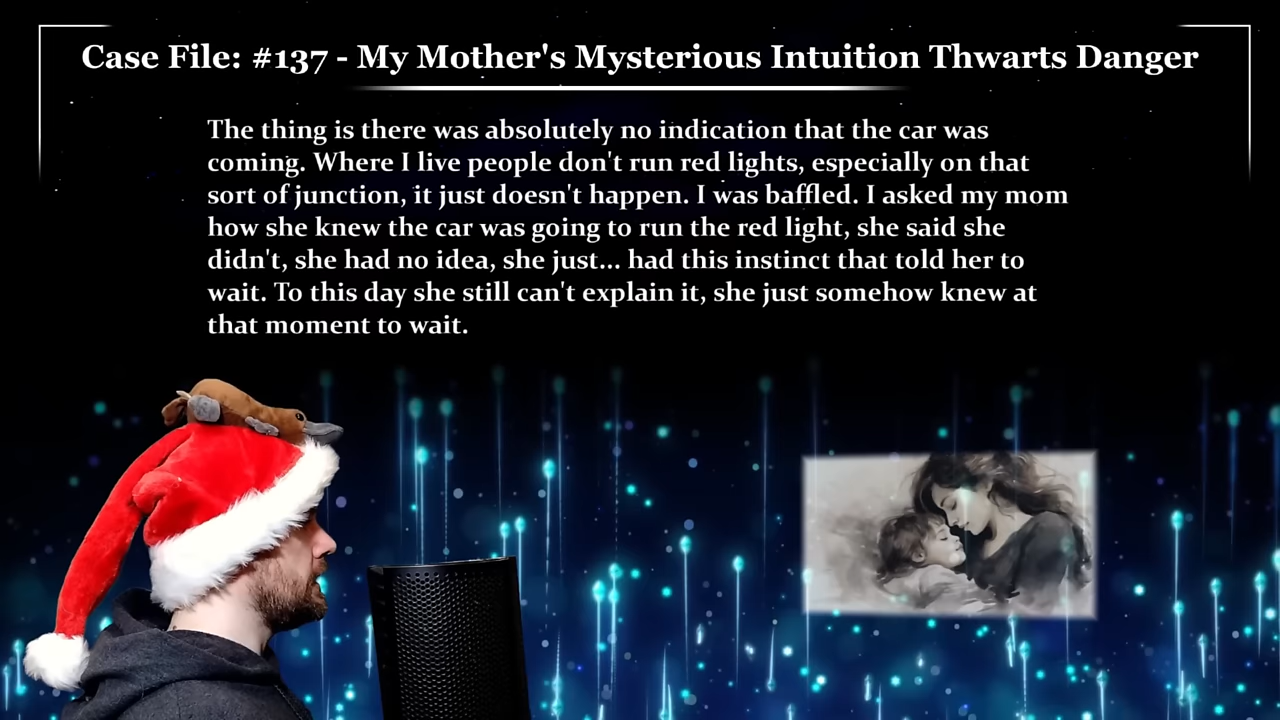 Case File: #137 - My Mother's Mysterious Intuition Thwarts Danger
The thing is there was absolutely no indication that the car was
coming. Where I live people don't run red lights, especially on that
sort of junction, it just doesn't happen. I was baffled. I asked my mom
how she knew the car was going to run the red light, she said she
didn't, she had no idea, she just... had this instinct that told her to
wait. To this day she still can't explain it, she just somehow knew at
that moment to wait.